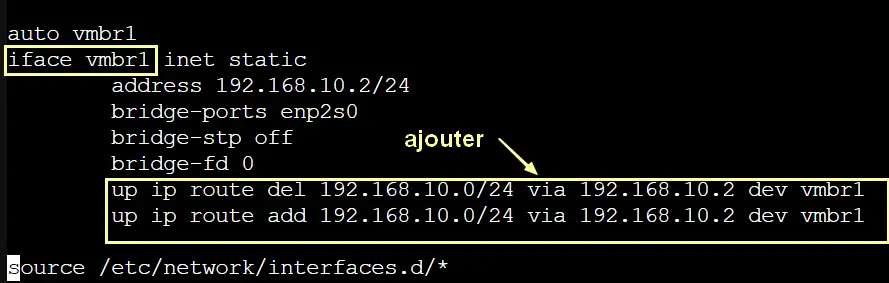 auto vmbr1
iface vmbr1 inet static
address 192.168.10.2/24
bridge-ports enp2s0
bridge-stp off
ajouter
bridge-fd 0
up ip route del 192.168.10.0/24 via 192.168.10.2 dev vmbr1
up ip route add 192.168.10.0/24 via 192.168.10.2 dev vmbr1
source /etc/network/interfaces.d/*